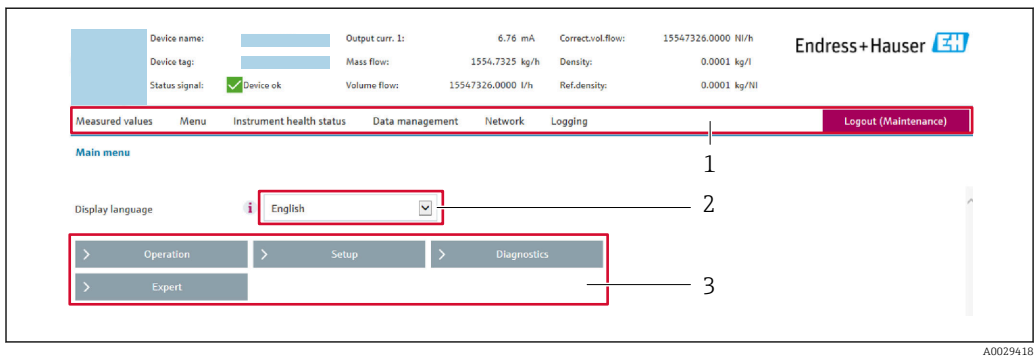 Device name: Output curr. 1: 6.76 mA Correct.vol.flow: 15547326.0000 Nl/h
Endress+Hauser EH
Device tag: Mass flow: 1554.7325 kg/h Density: 0.0001 kg/l
Status signal: Device ok Volume flow: 15547326.0000 l/h Ref.density: 0.0001 kg/Nl
Measured values Menu Instrument health status Data management Network Logging Logout (Maintenance)
1
Main menu
Display language i English 2
> Operation > Setup > Diagnostics
> Expert 3
A0029418